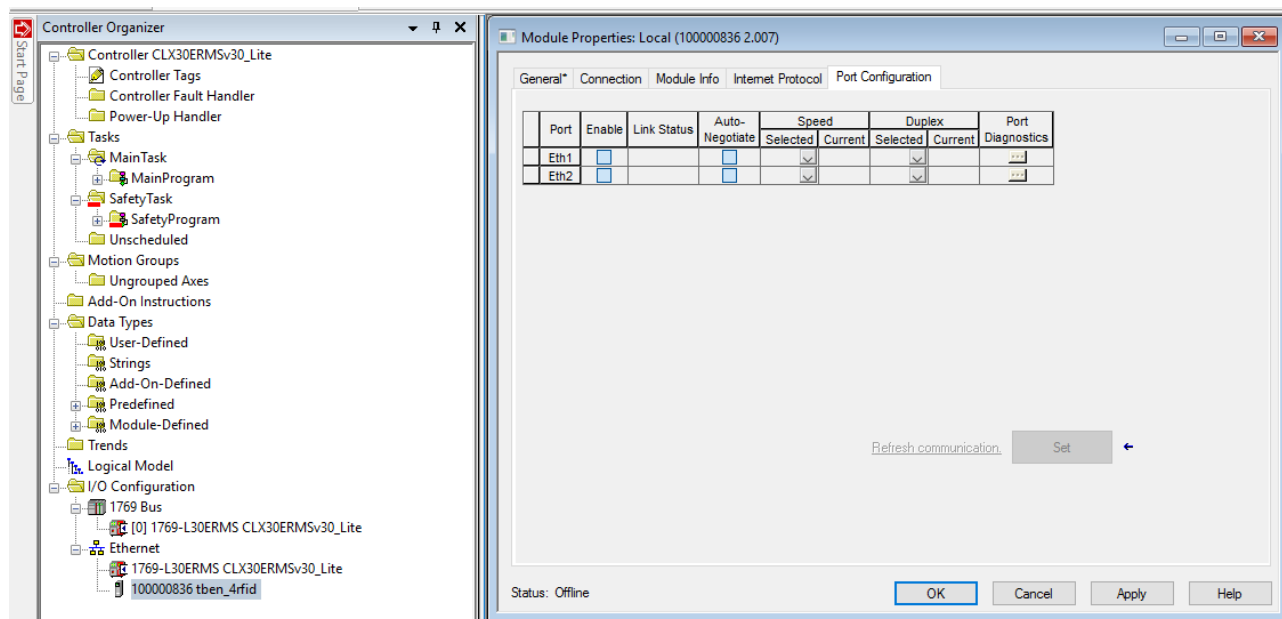 Start Page
Controller Organizer
Controller CLX30ERMSv30_Lite
Controller Tags
Controller Fault Handler
Power-Up Handler
Tasks
MainTask
MainProgram
SafetyTask
SafetyProgram
Unscheduled
Motion Groups
Ungrouped Axes
Add-On Instructions
Data Types
User-Defined
Strings
Add-On-Defined
Predefined
Module-Defined
Trends
Logical Model
I/O Configuration
1769 Bus
[0] 1769-L30ERMS CLX30ERMSv30_Lite
Ethernet
1769-L30ERMS CLX30ERMSv30_Lite
100000836 tben_4rfid
Module Properties: Local (100000836 2.007)
General* Connection Module Info Internet Protocol Port Configuration
Port Enable Link Status Auto-Negotiate Speed Duplex Port Diagnostics
Selected Current Selected Current
Eth1
Eth2
Refresh communication. Set
Status: Offline OK Cancel Apply Help